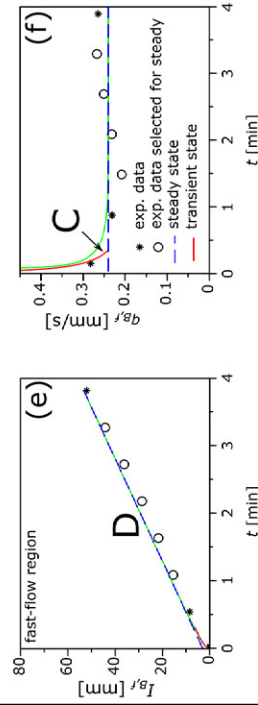 (e)
fast-flow region
I_B,f [mm]
80
60
40
20
0
D
0
1
2
3
4
t [min]
(f)
q_B,f [mm/s]
0.4
0.3
0.2
0.1
0
C
exp. data
exp. data selected for steady
steady state
transient state
0
1
2
3
4
t [min]